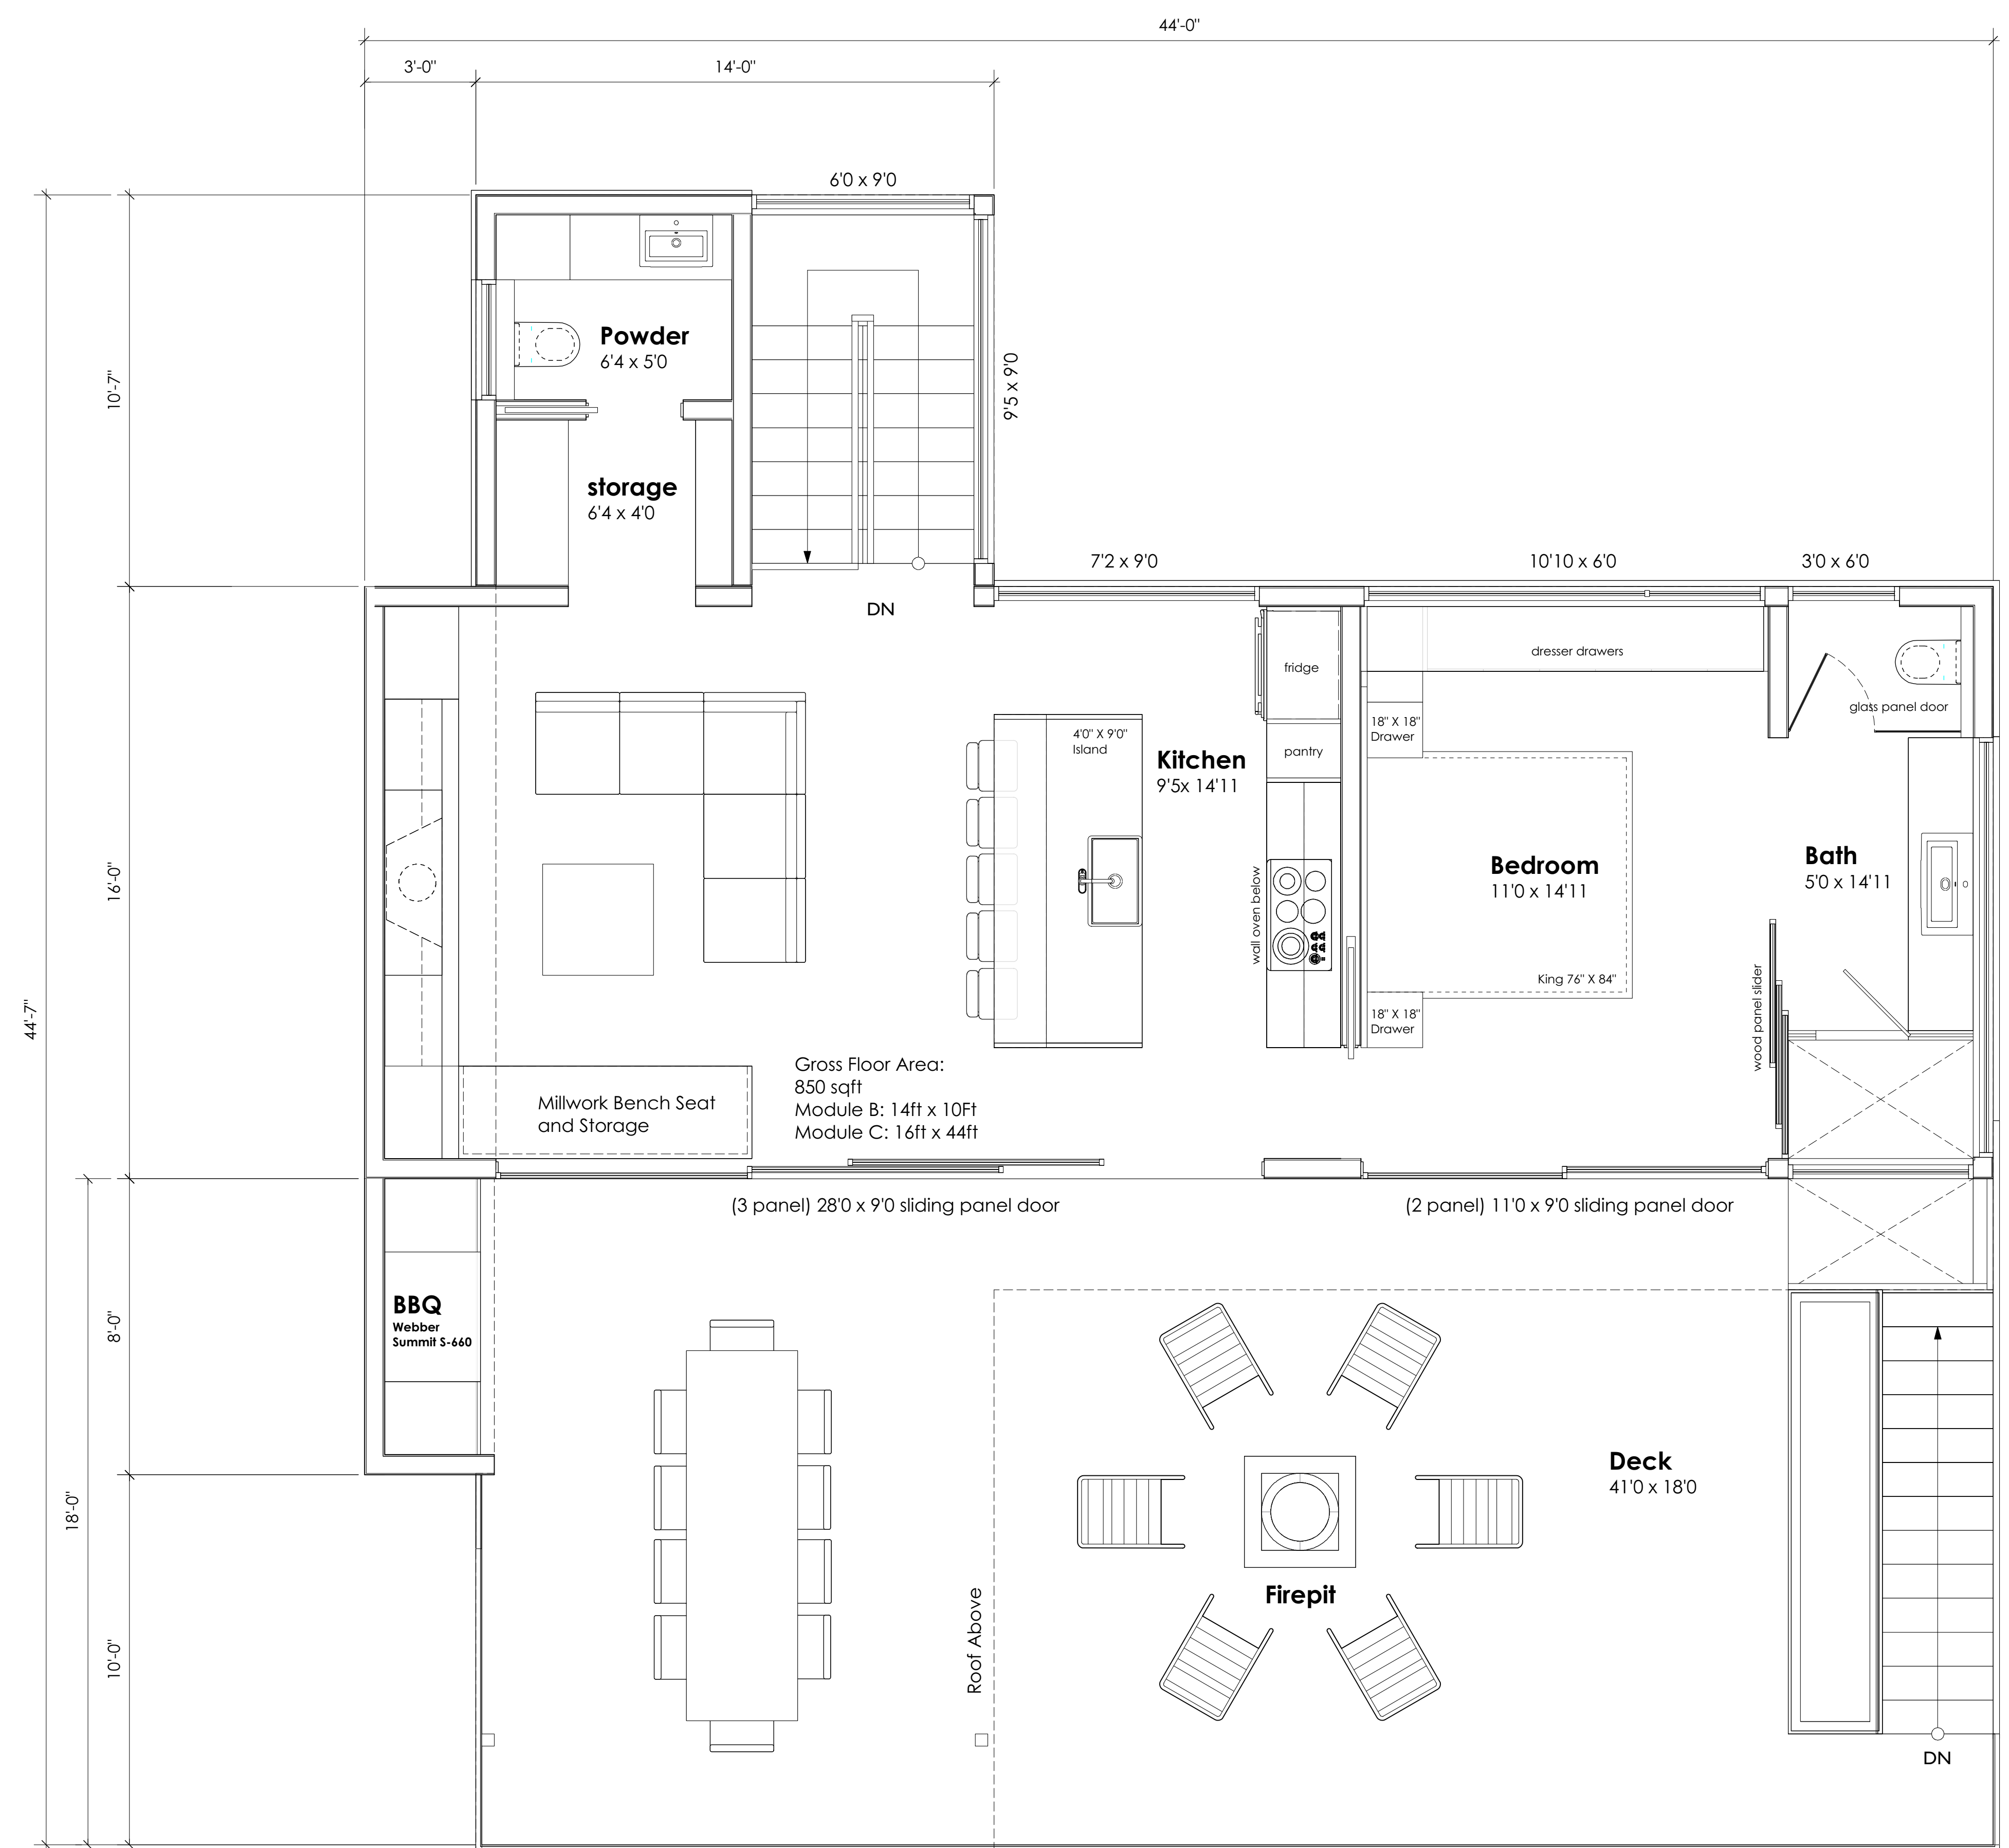 44'-0"
3'-0"
14'-0"
6'0 x 9'0
10'-7"
Powder
6'4 x 5'0
9'5 x 9'0
storage
6'4 x 4'0
7'2 x 9'0
10'10 x 6'0
3'0 x 6'0
DN
fridge
dresser drawers
glass panel door
18" X 18"
Drawer
4'0" X 9'0"
Island
pantry
Kitchen
9'5x 14'11
16'-0"
wall oven below
Bedroom
11'0 x 14'11
Bath
5'0 x 14'11
King 76" X 84"
wood panel slider
18" X 18"
Drawer
44'-7"
Gross Floor Area:
850 sqft
Module B: 14ft x 10Ft
Module C: 16ft x 44ft
Millwork Bench Seat
and Storage
(3 panel) 28'0 x 9'0 sliding panel door
(2 panel) 11'0 x 9'0 sliding panel door
8'-0"
BBQ
Webber
Summit S-660
18'-0"
Deck
41'0 x 18'0
Firepit
Roof Above
10'-0"
DN